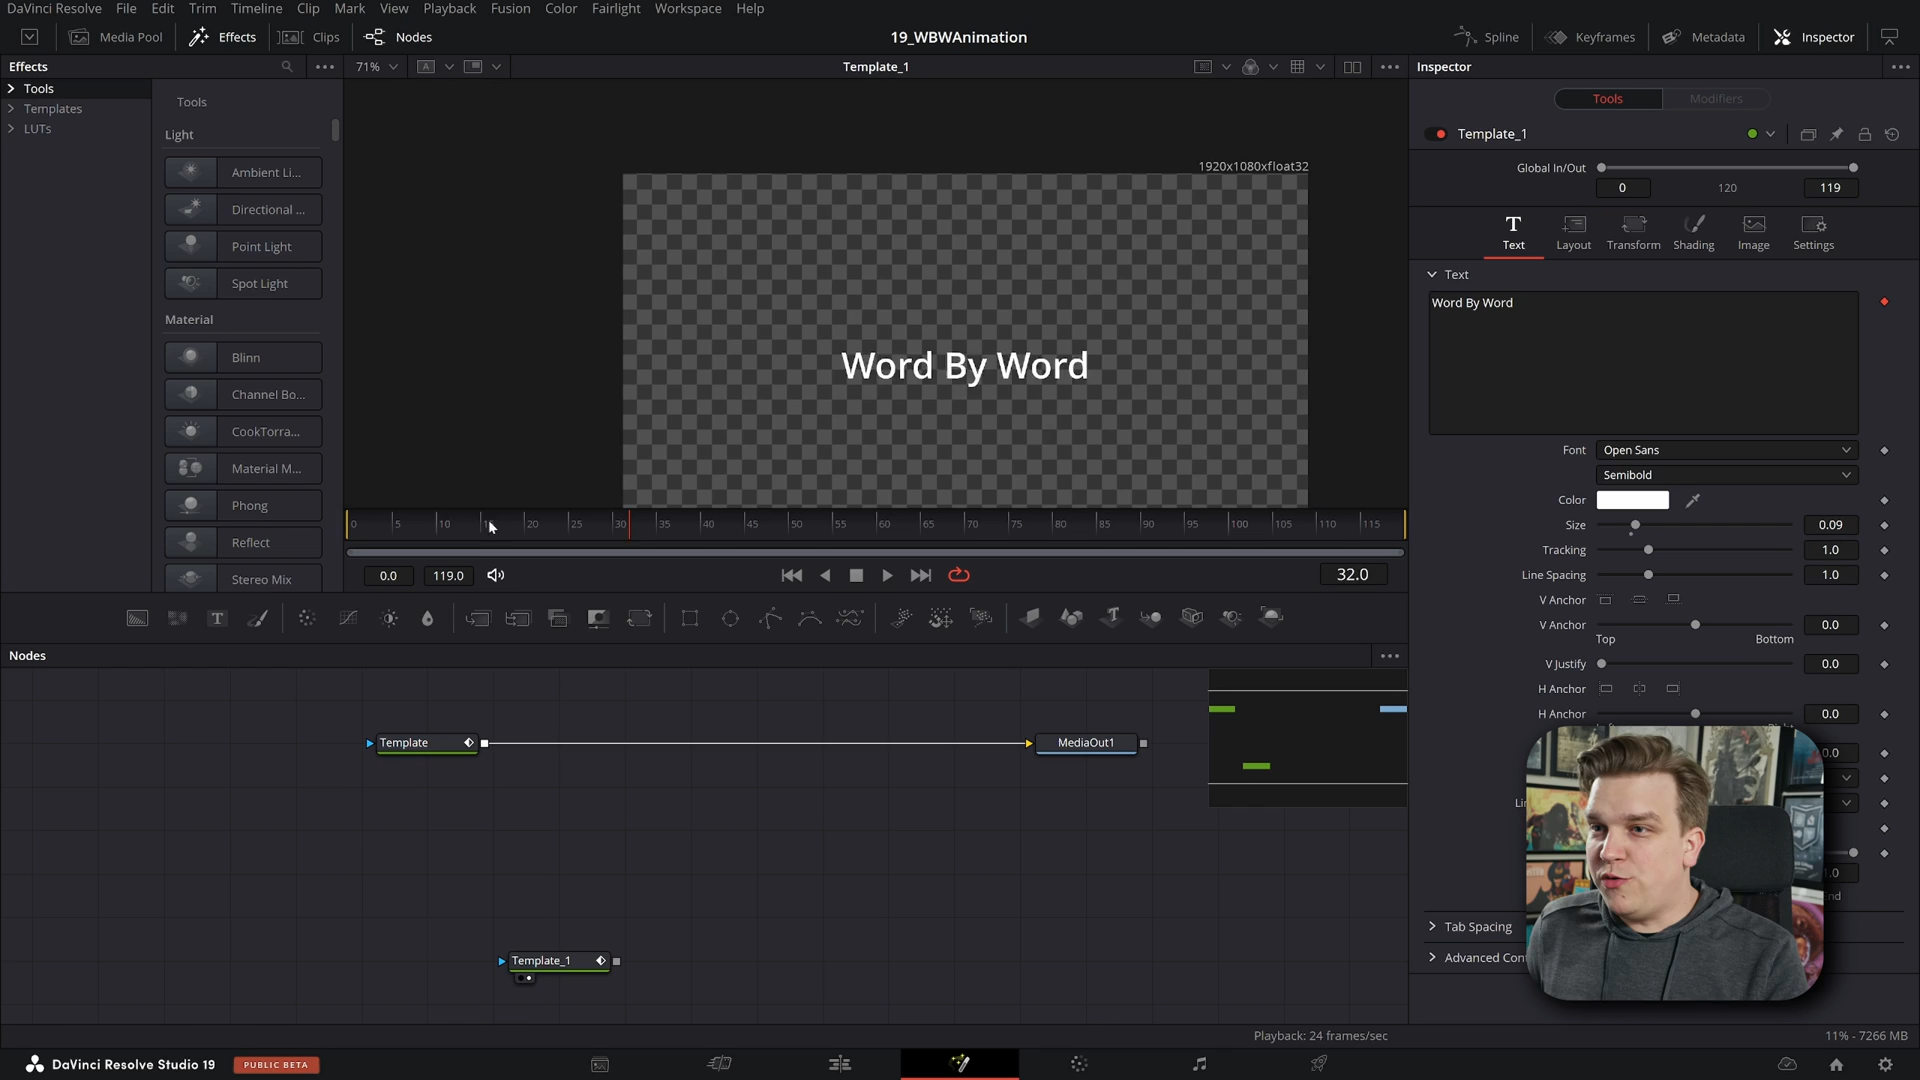 DaVinci Resolve File Edit Trim Timeline Clip Mark View Playback Fusion Color Fairlight Workspace Help
Media Pool Effects Clips Nodes 19_WBWAnimation Spline Keyframes Metadata Inspector
Effects 71% A Template_1 Inspector
Tools
Templates
LUTs
Tools
Light
Ambient Li...
Directional ...
Point Light
Spot Light
Material
Blinn
Channel Bo...
CookTorra...
Material M...
Phong
Reflect
Stereo Mix
1920x1080xfloat32
Word By Word
0 5 10 20 25 30 35 40 45 50 55 60 65 70 75 80 85 90 95 100 105 110 115
0.0 119.0 32.0
Nodes
Template
MediaOut1
Template_1
Tools Modifiers
Template_1
Global In/Out
0 120 119
Text Layout Transform Shading Image Settings
Text
Word By Word
Font Open Sans
Semibold
Color
Size 0.09
Tracking 1.0
Line Spacing 1.0
V Anchor
V Anchor 0.0
Top Bottom
V Justify 0.0
H Anchor
H Anchor 0.0
Tab Spacing
Advanced Con
Playback: 24 frames/sec 11% - 7266 MB
DaVinci Resolve Studio 19 PUBLIC BETA